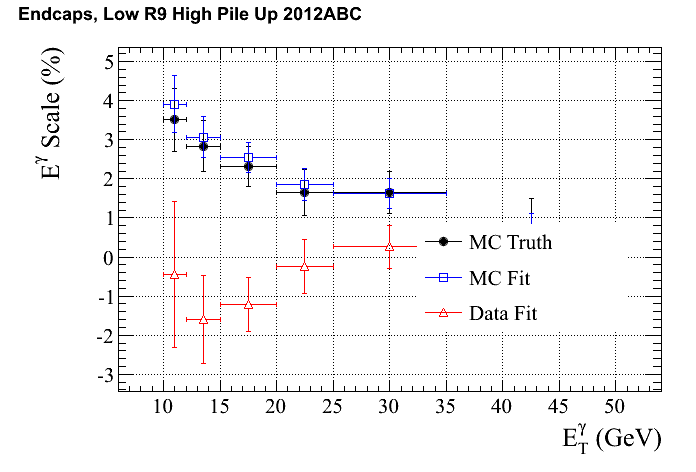 Endcaps, Low R9 High Pile Up 2012ABC
E^γ Scale (%)
5
4
3
2
1
0
-1
-2
-3
MC Truth
MC Fit
Data Fit
10 15 20 25 30 35 40 45 50
E_T^γ (GeV)